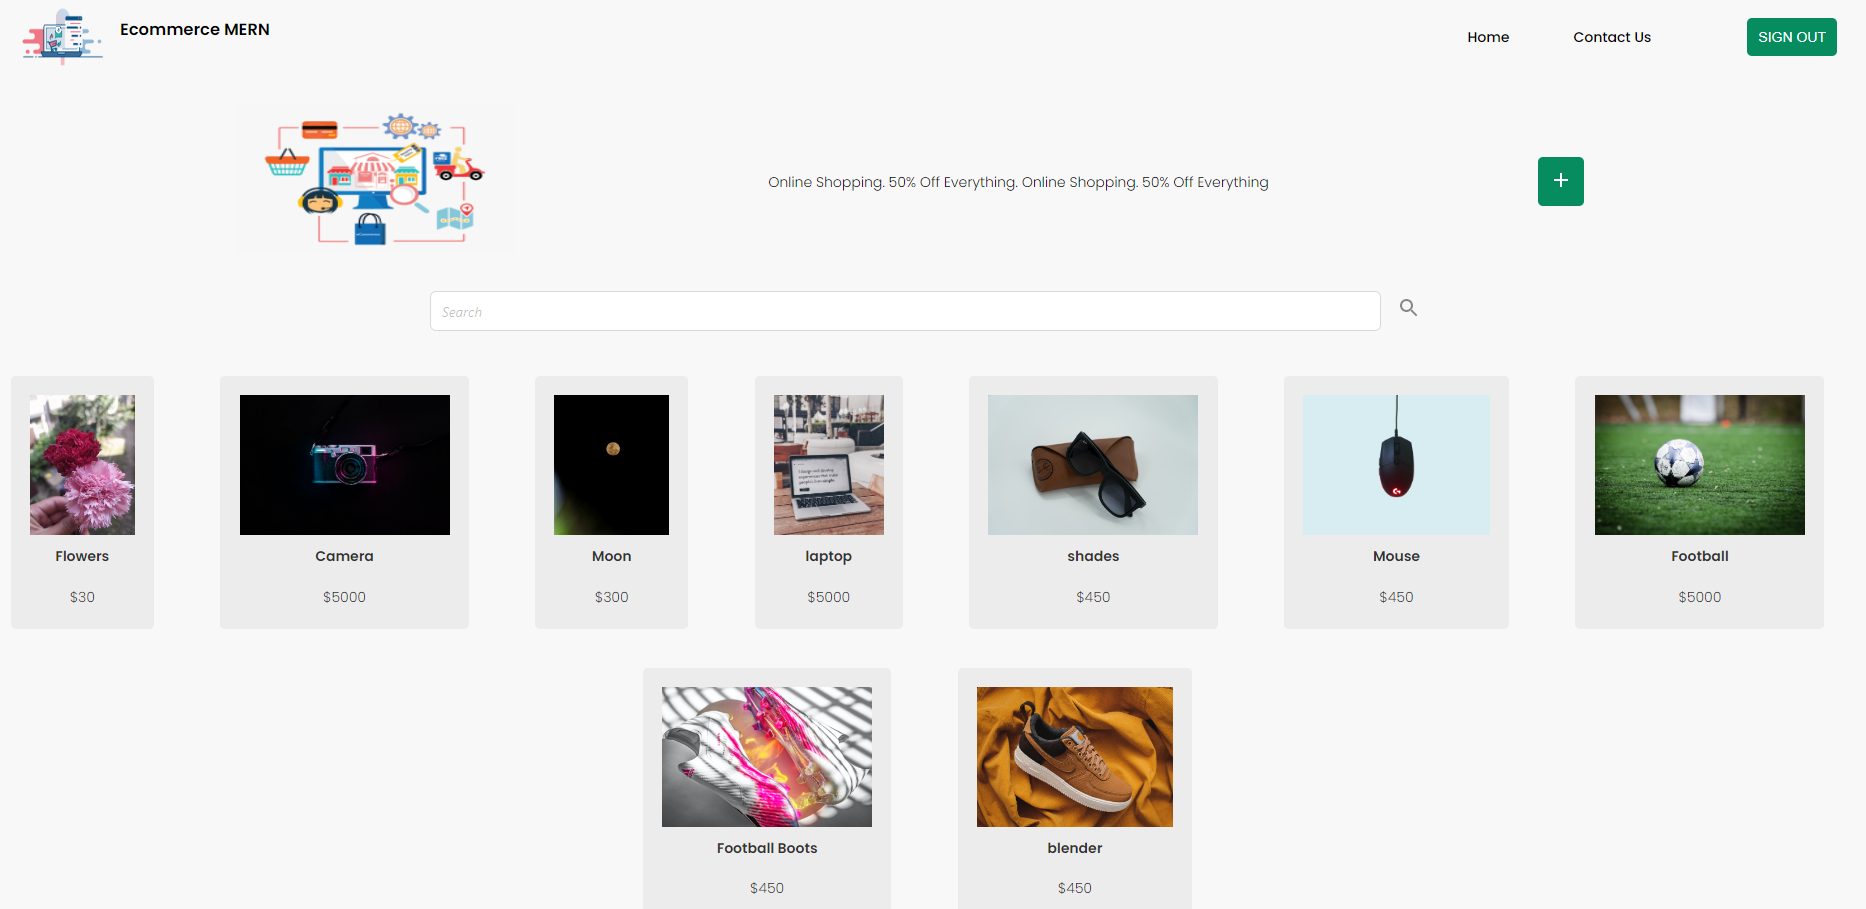 Ecommerce MERN
Home
Contact Us
SIGN OUT
Online Shopping. 50% Off Everything. Online Shopping. 50% Off Everything
+
Search
Flowers
$30
Camera
$5000
Moon
$300
laptop
$5000
shades
$450
Mouse
$450
Football
$5000
Football Boots
$450
blender
$450